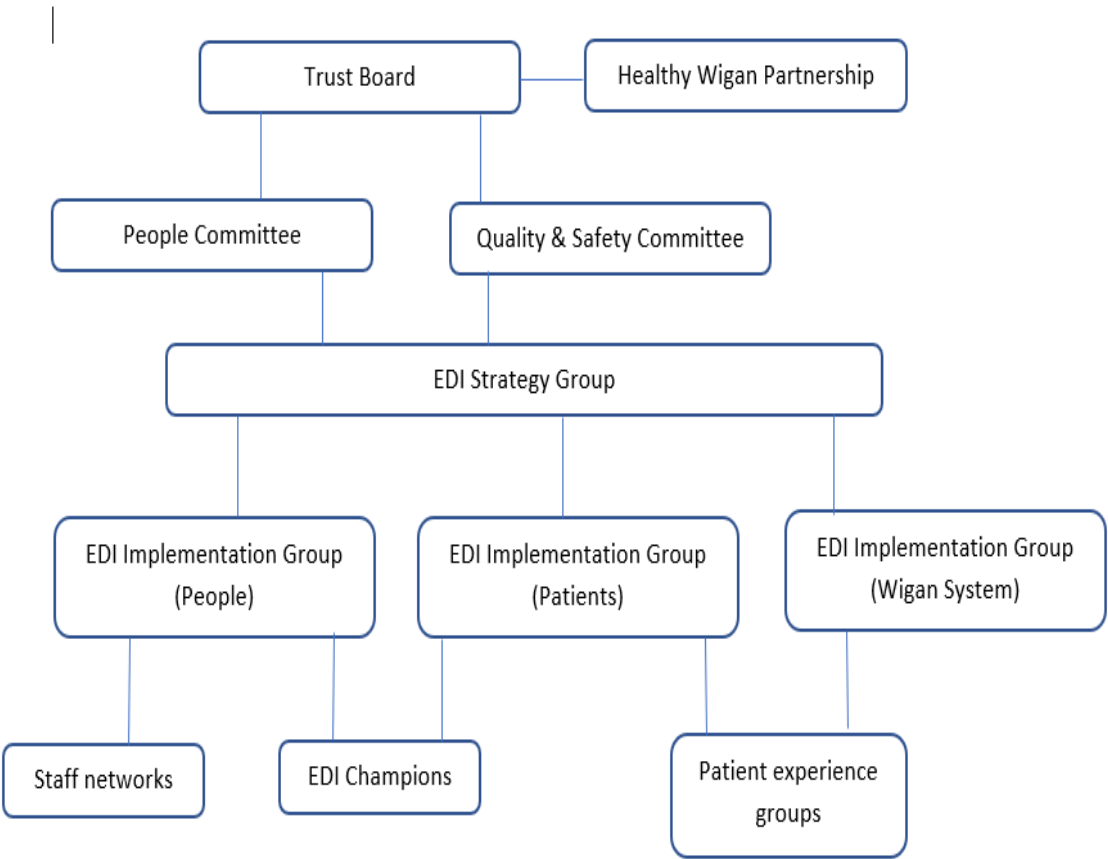 Trust Board
Healthy Wigan Partnership
People Committee
Quality & Safety Committee
EDI Strategy Group
EDI Implementation Group
(People)
EDI Implementation Group
(Patients)
EDI Implementation Group
(Wigan System)
Staff networks
EDI Champions
Patient experience
groups